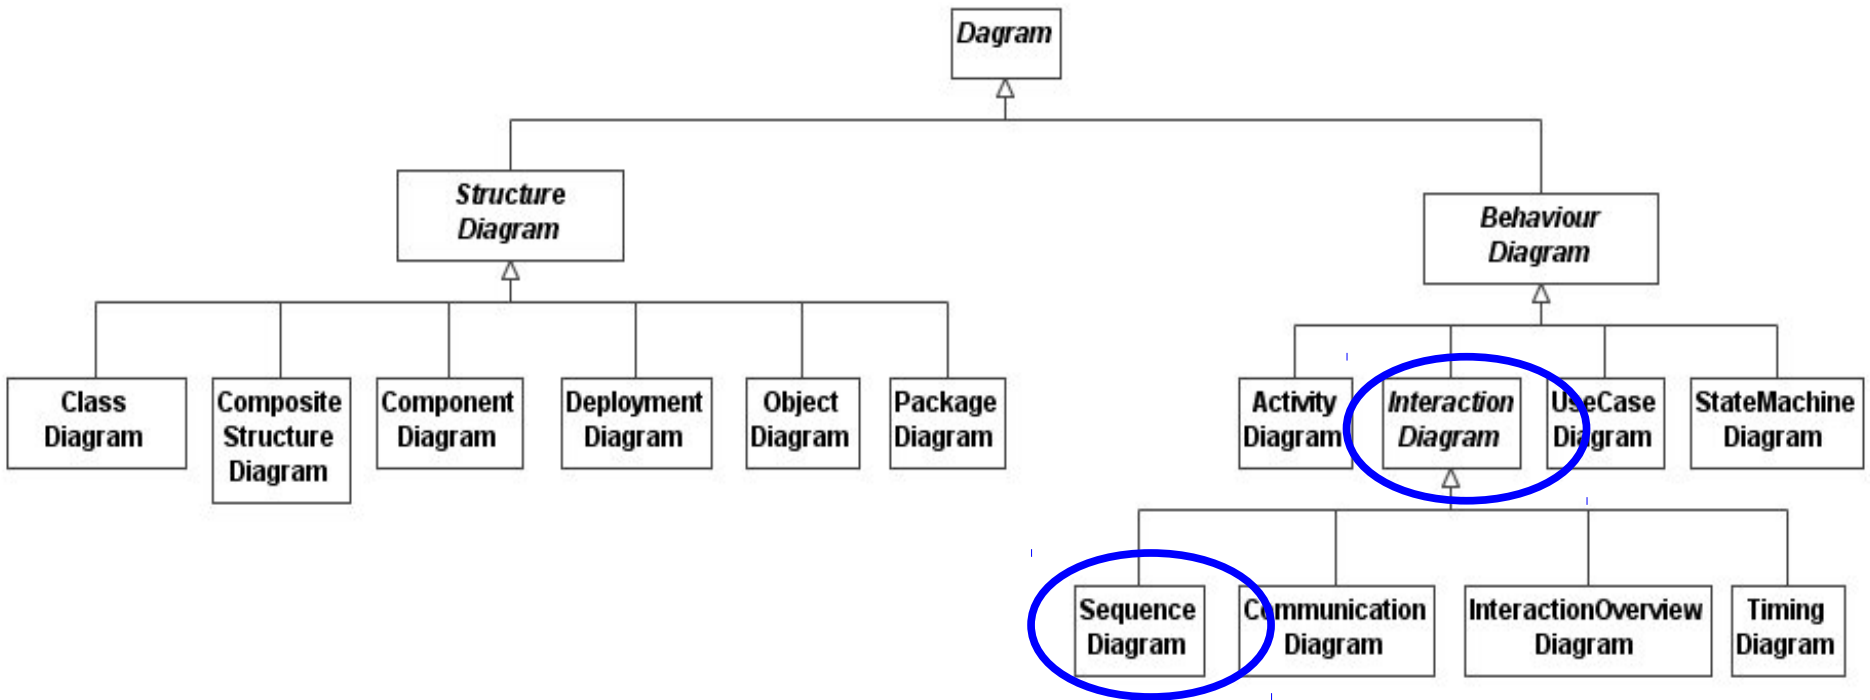 Dagram
Structure
Diagram
Behaviour
Diagram
Class
Diagram
Composite
Structure
Diagram
Component
Diagram
Deployment
Diagram
Object
Diagram
Package
Diagram
Activity
Diagram
Interaction
Diagram
UseCase
Diagram
StateMachine
Diagram
Sequence
Diagram
Communication
Diagram
InteractionOverview
Diagram
Timing
Diagram